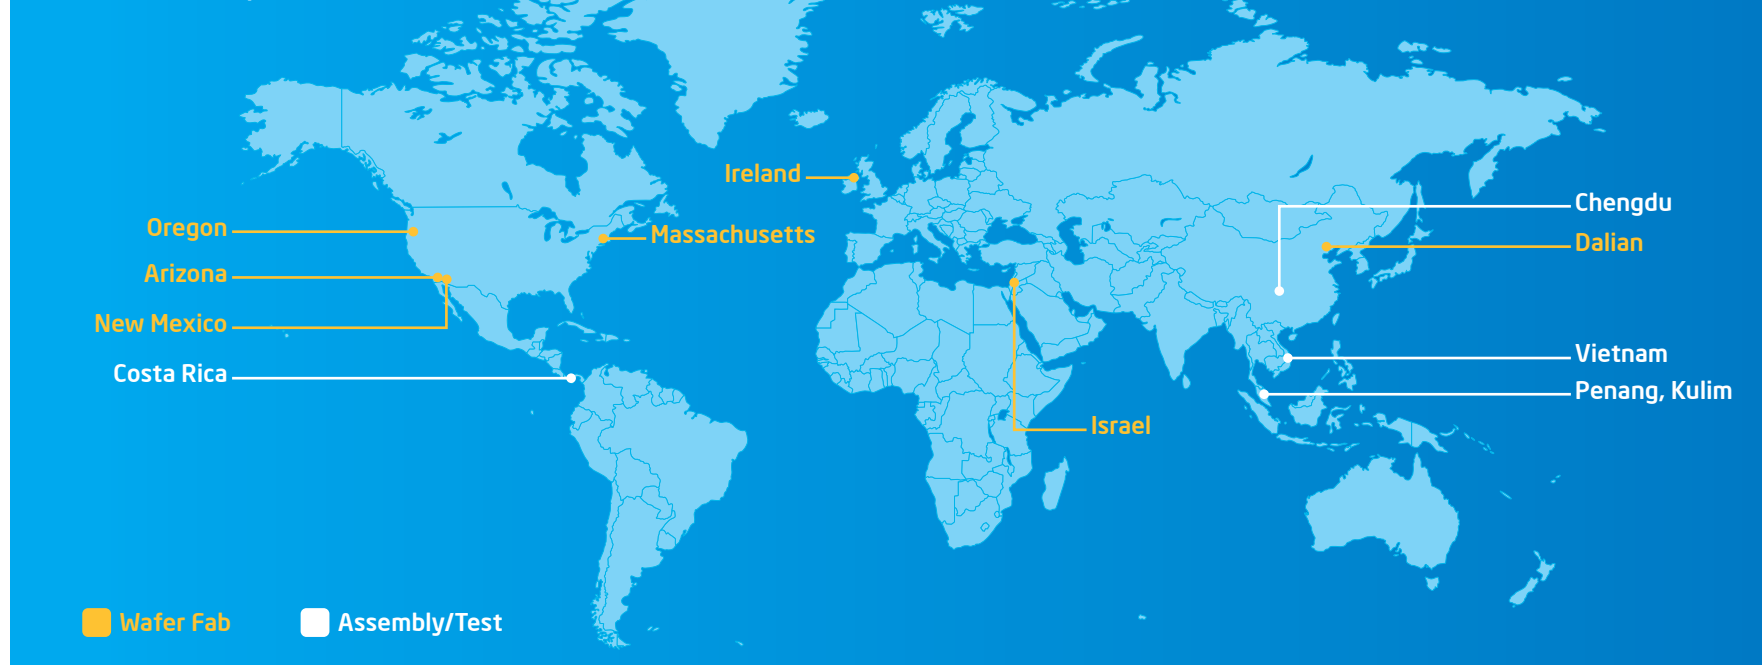 Ireland
Oregon
Massachusetts
Arizona
New Mexico
Costa Rica
Chengdu
Dalian
Vietnam
Penang, Kulim
Israel
Wafer Fab
Assembly/Test